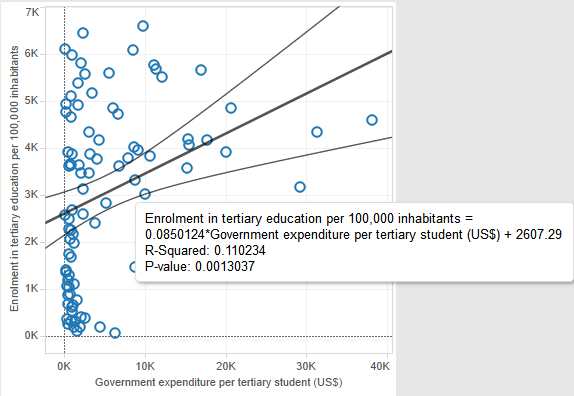 7K
6K
5K
4K
3K
2K
1K
0K
Enrolment in tertiary education per 100,000 inhabitants
Enrolment in tertiary education per 100,000 inhabitants =
0.0850124*Government expenditure per tertiary student (US$) + 2607.29
R-Squared: 0.110234
P-value: 0.0013037
0K 10K 20K 30K 40K
Government expenditure per tertiary student (US$)